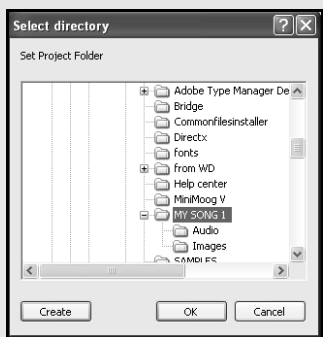 Select directory
Set Project Folder
Adobe Type Manager De
Bridge
Commonfilesinstaller
Directx
fonts
from WD
Help center
MiniMoog V
MY SONG 1
Audio
Images
SAMPLES
Create OK Cancel